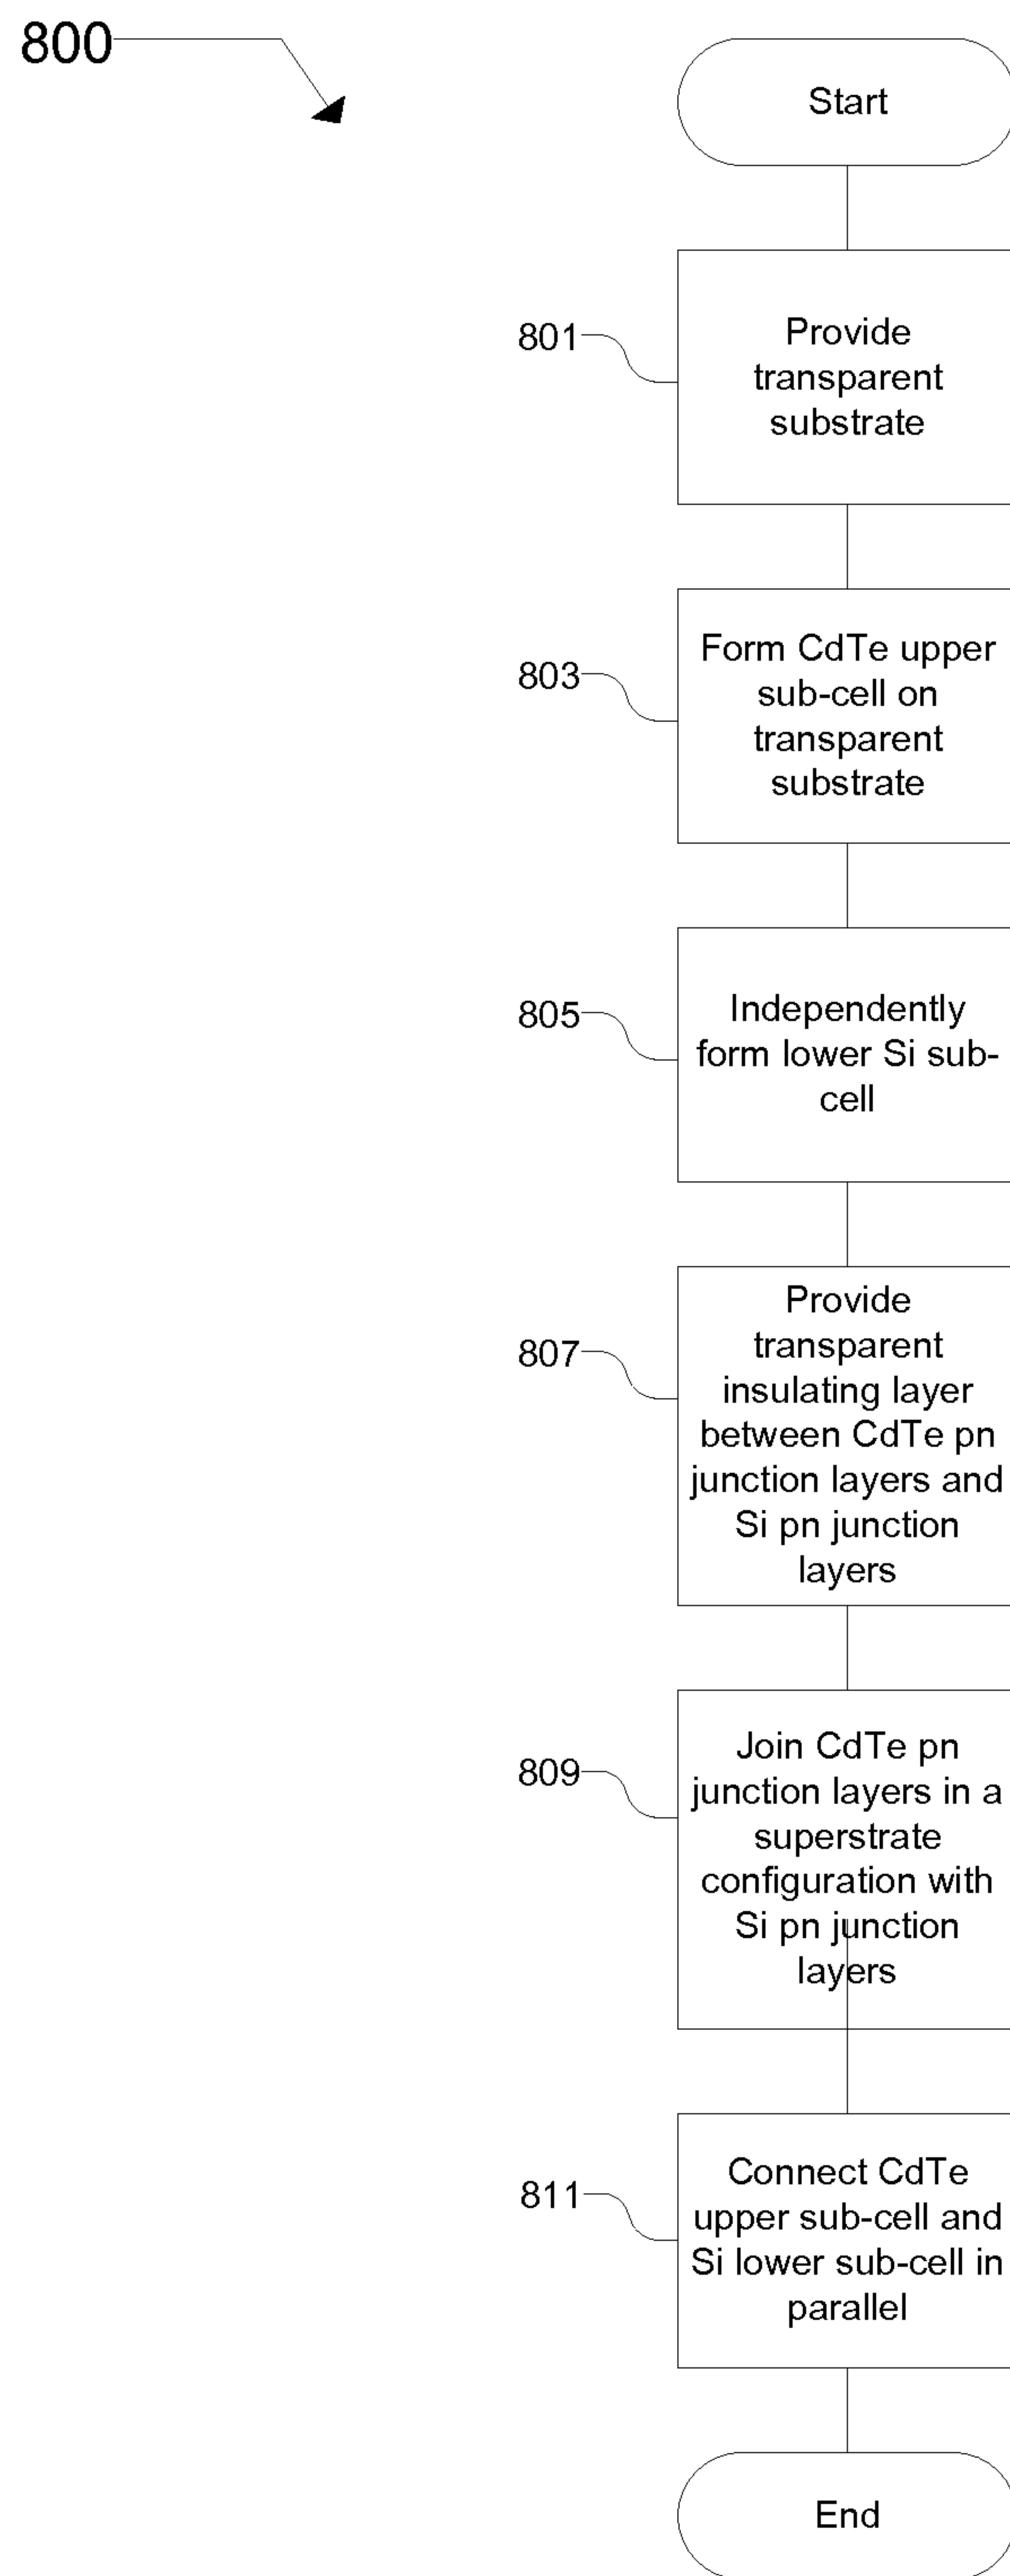 800
Start
801
Provide
transparent
substrate
803
Form CdTe upper
sub-cell on
transparent
substrate
805
Independently
form lower Si sub-
cell
807
Provide
transparent
insulating layer
between CdTe pn
junction layers and
Si pn junction
layers
809
Join CdTe pn
junction layers in a
superstrate
configuration with
Si pn junction
layers
811
Connect CdTe
upper sub-cell and
Si lower sub-cell in
parallel
End